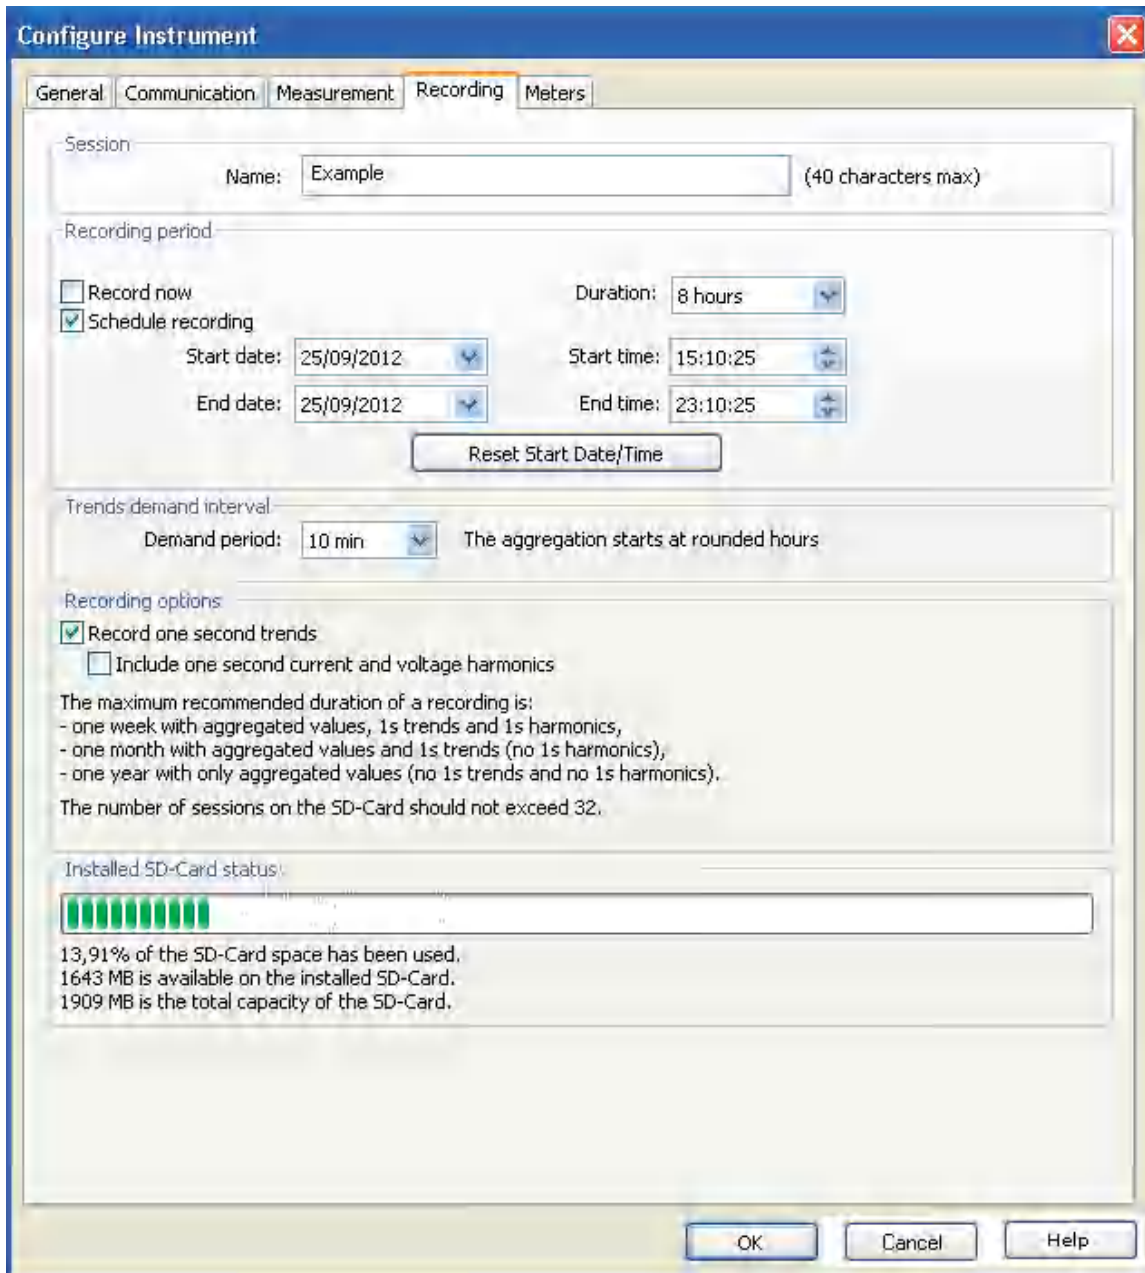 Configure Instrument
General Communication Measurement Recording Meters
Session
Name: Example (40 characters max)
Recording period
Record now Duration: 8 hours
Schedule recording
Start date: 25/09/2012 Start time: 15:10:25
End date: 25/09/2012 End time: 23:10:25
Reset Start Date/Time
Trends demand interval
Demand period: 10 min The aggregation starts at rounded hours
Recording options
Record one second trends
Include one second current and voltage harmonics
The maximum recommended duration of a recording is:
- one week with aggregated values, 1s trends and 1s harmonics,
- one month with aggregated values and 1s trends (no 1s harmonics),
- one year with only aggregated values (no 1s trends and no 1s harmonics).
The number of sessions on the SD-Card should not exceed 32.
Installed SD-Card status
13,91% of the SD-Card space has been used.
1643 MB is available on the installed SD-Card.
1909 MB is the total capacity of the SD-Card.
OK Cancel Help